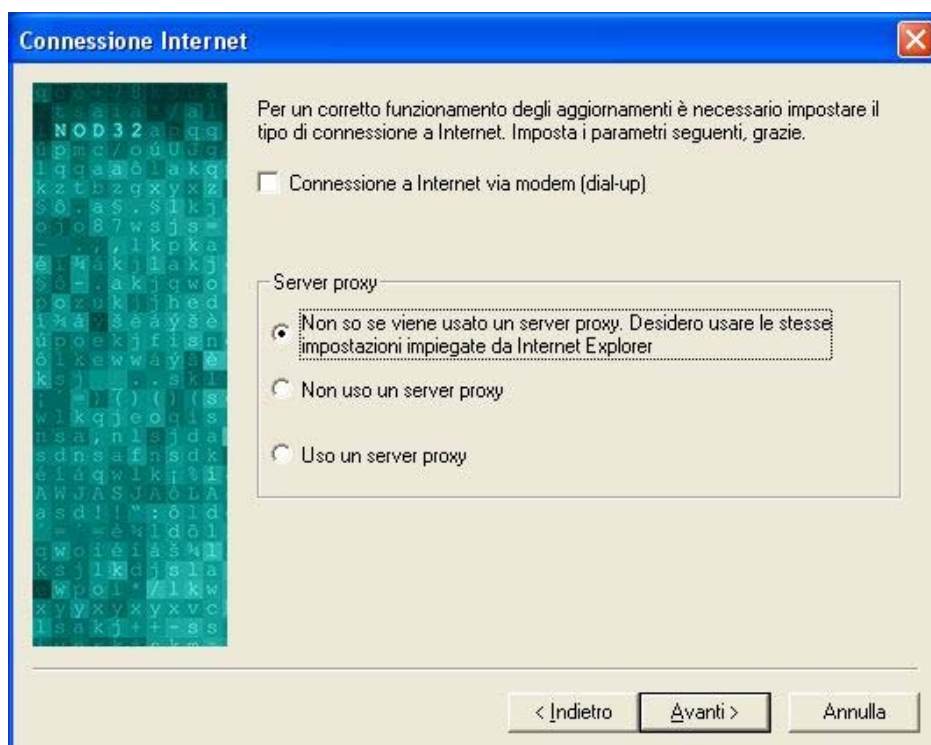 Connessione Internet
NOD32
Per un corretto funzionamento degli aggiornamenti è necessario impostare il
tipo di connessione a Internet. Imposta i parametri seguenti, grazie.
Connessione a Internet via modem (dial-up)
Server proxy
Non so se viene usato un server proxy. Desidero usare le stesse
impostazioni impiegate da Internet Explorer
Non uso un server proxy
Uso un server proxy
< Indietro
Avanti >
Annulla